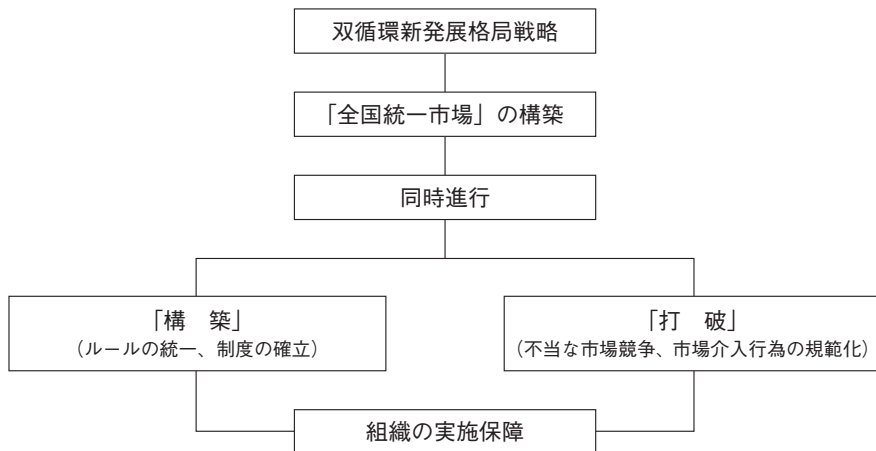 双循環新発展格局戦略
「全国統一市場」の構築
同時進行
「構　築」
（ルールの統一、制度の確立）
「打　破」
（不当な市場競争、市場介入行為の規範化）
組織の実施保障